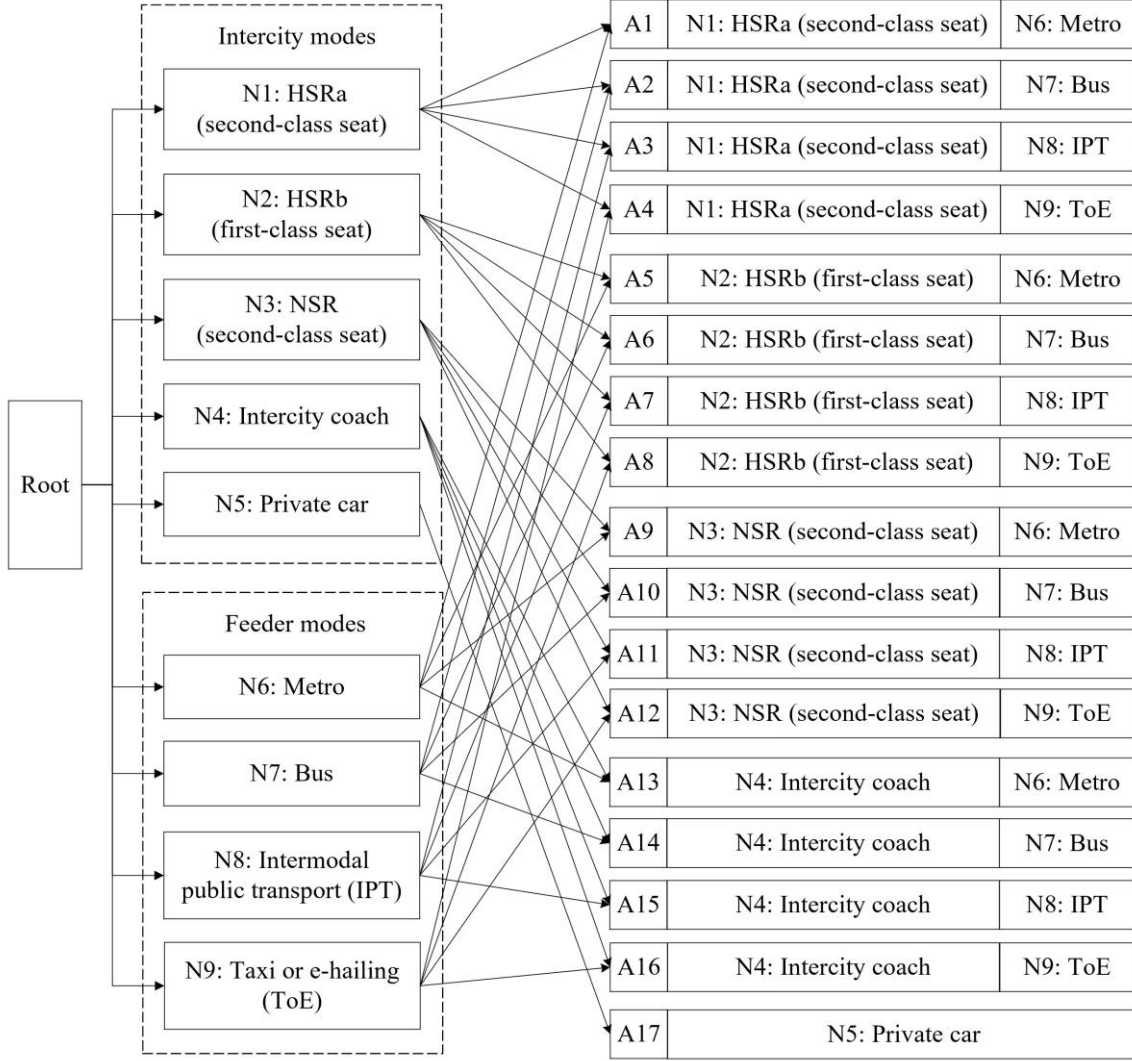 Root
Intercity modes
N1: HSRa
(second-class seat)
N2: HSRb
(first-class seat)
N3: NSR
(second-class seat)
N4: Intercity coach
N5: Private car
Feeder modes
N6: Metro
N7: Bus
N8: Intermodal
public transport (IPT)
N9: Taxi or e-hailing
(ToE)
A1 N1: HSRa (second-class seat) N6: Metro
A2 N1: HSRa (second-class seat) N7: Bus
A3 N1: HSRa (second-class seat) N8: IPT
A4 N1: HSRa (second-class seat) N9: ToE
A5 N2: HSRb (first-class seat) N6: Metro
A6 N2: HSRb (first-class seat) N7: Bus
A7 N2: HSRb (first-class seat) N8: IPT
A8 N2: HSRb (first-class seat) N9: ToE
A9 N3: NSR (second-class seat) N6: Metro
A10 N3: NSR (second-class seat) N7: Bus
A11 N3: NSR (second-class seat) N8: IPT
A12 N3: NSR (second-class seat) N9: ToE
A13 N4: Intercity coach N6: Metro
A14 N4: Intercity coach N7: Bus
A15 N4: Intercity coach N8: IPT
A16 N4: Intercity coach N9: ToE
A17 N5: Private car